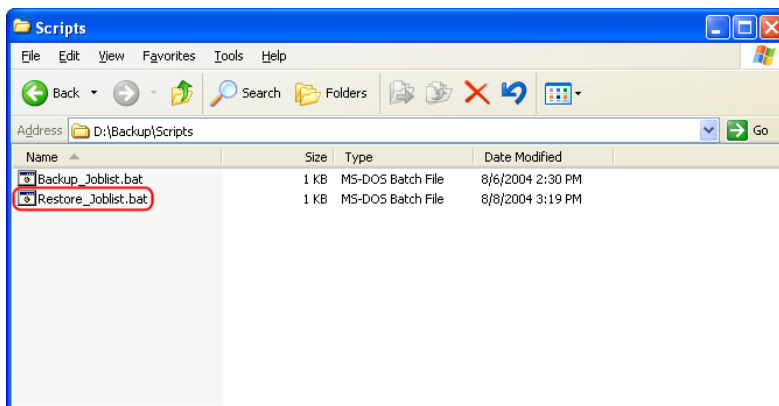 Scripts
File Edit View Favorites Tools Help
Back Search Folders
Address D:\Backup\Scripts Go
Name Size Type Date Modified
Backup_Joblist.bat 1 KB MS-DOS Batch File 8/6/2004 2:30 PM
Restore_Joblist.bat 1 KB MS-DOS Batch File 8/8/2004 3:19 PM